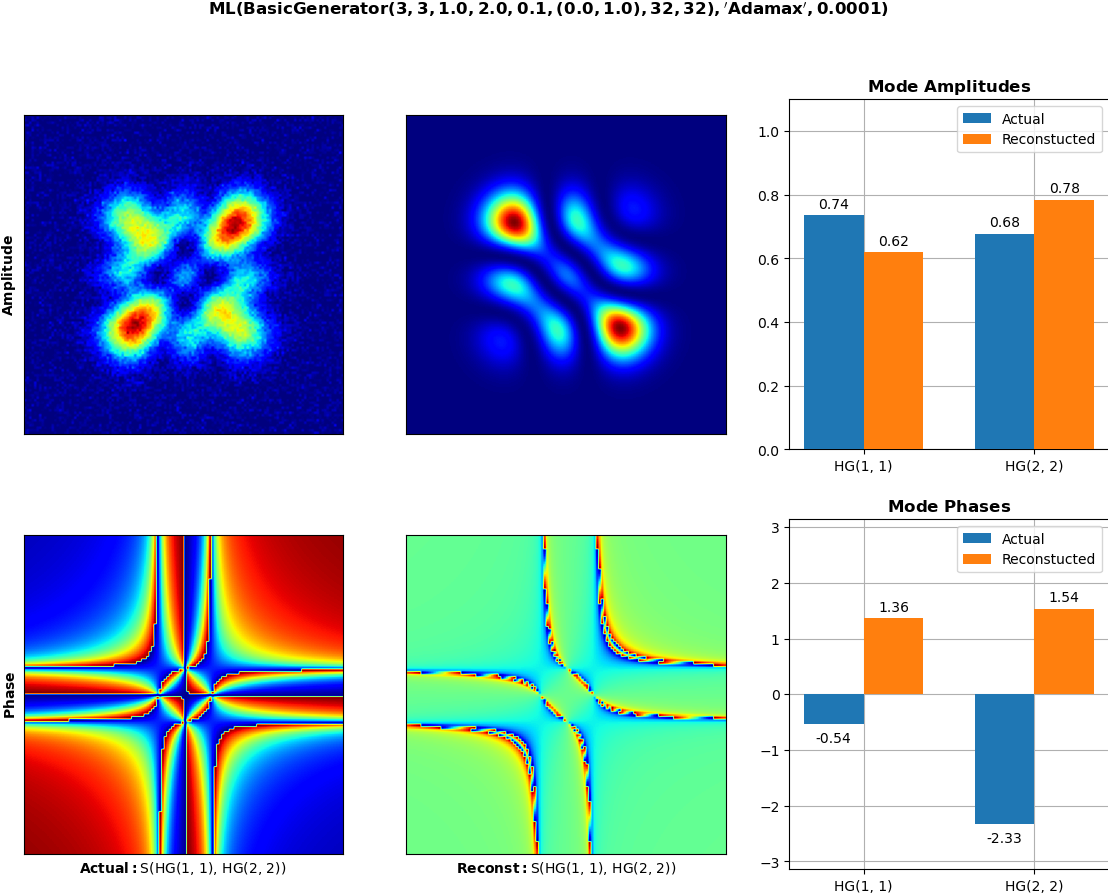 ML(BasicGenerator(3, 3, 1.0, 2.0, 0.1, (0.0, 1.0), 32, 32), ′Adamax′, 0.0001)
Amplitude
Mode Amplitudes
Actual
Reconstucted
1.0
0.8
0.6
0.4
0.2
0.0
0.74
0.62
0.68
0.78
HG(1, 1)
HG(2, 2)
Phase
Actual: S(HG(1, 1), HG(2, 2))
Reconst: S(HG(1, 1), HG(2, 2))
Mode Phases
Actual
Reconstucted
3
2
1
0
−1
−2
−3
1.36
1.54
-0.54
-2.33
HG(1, 1)
HG(2, 2)